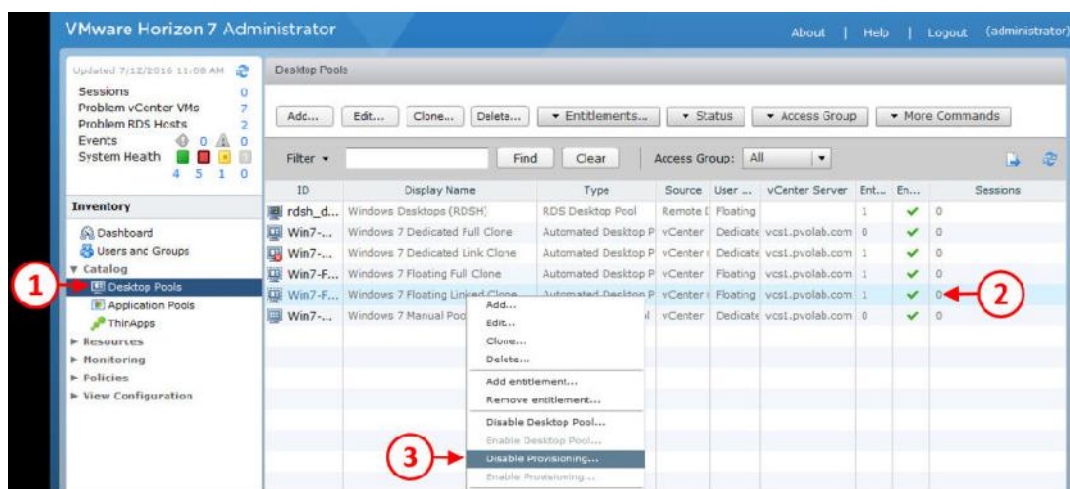 VMware Horizon 7 Administrator
About | Help | Logout (administrator)
Updated 7/12/2016 11:08 AM
Sessions 0
Problem vCenter VMs 7
Problem RDS Hosts 2
Events 0 0
System Heath
4 5 1 0
Inventory
Dashboard
Users and Groups
Catalog
1
Desktop Pools
Application Pools
ThinApps
Resources
Monitoring
Policies
View Configuration
Desktop Pools
Add... Edit... Clone... Delete... Entitlements... Status Access Group More Commands
Filter Find Clear Access Group: All
ID Display Name Type Source User ... vCenter Server Ent... En... Sessions
rdsh_d... Windows Desktops (RDSH) RDS Desktop Pool Remote D Floating 1 0
Win7-... Windows 7 Dedicated Full Clone Automated Desktop P vCenter Dedicate vcs1.pvolab.com 0 0
Win7-... Windows 7 Dedicated Link Clone Automated Desktop P vCenter ( Dedicate vcs1.pvolab.com 1 0
Win7-F... Windows 7 Floating Full Clone Automated Desktop P vCenter Floating vcs1.pvolab.com 1 0
Win7-F... Windows 7 Floating Linked Clone Automated Desktop P vCenter ( Floating vcs1.pvolab.com 1 0
2
Win7-... Windows 7 Manual Poo vCenter Dedicate vcs1.pvolab.com 0 0
Add...
Edit...
Clone...
Delete...
Add entitlement...
Remove entitlement...
Disable Desktop Pool...
Enable Desktop Pool...
3
Disable Provisioning...
Enable Provisioning...